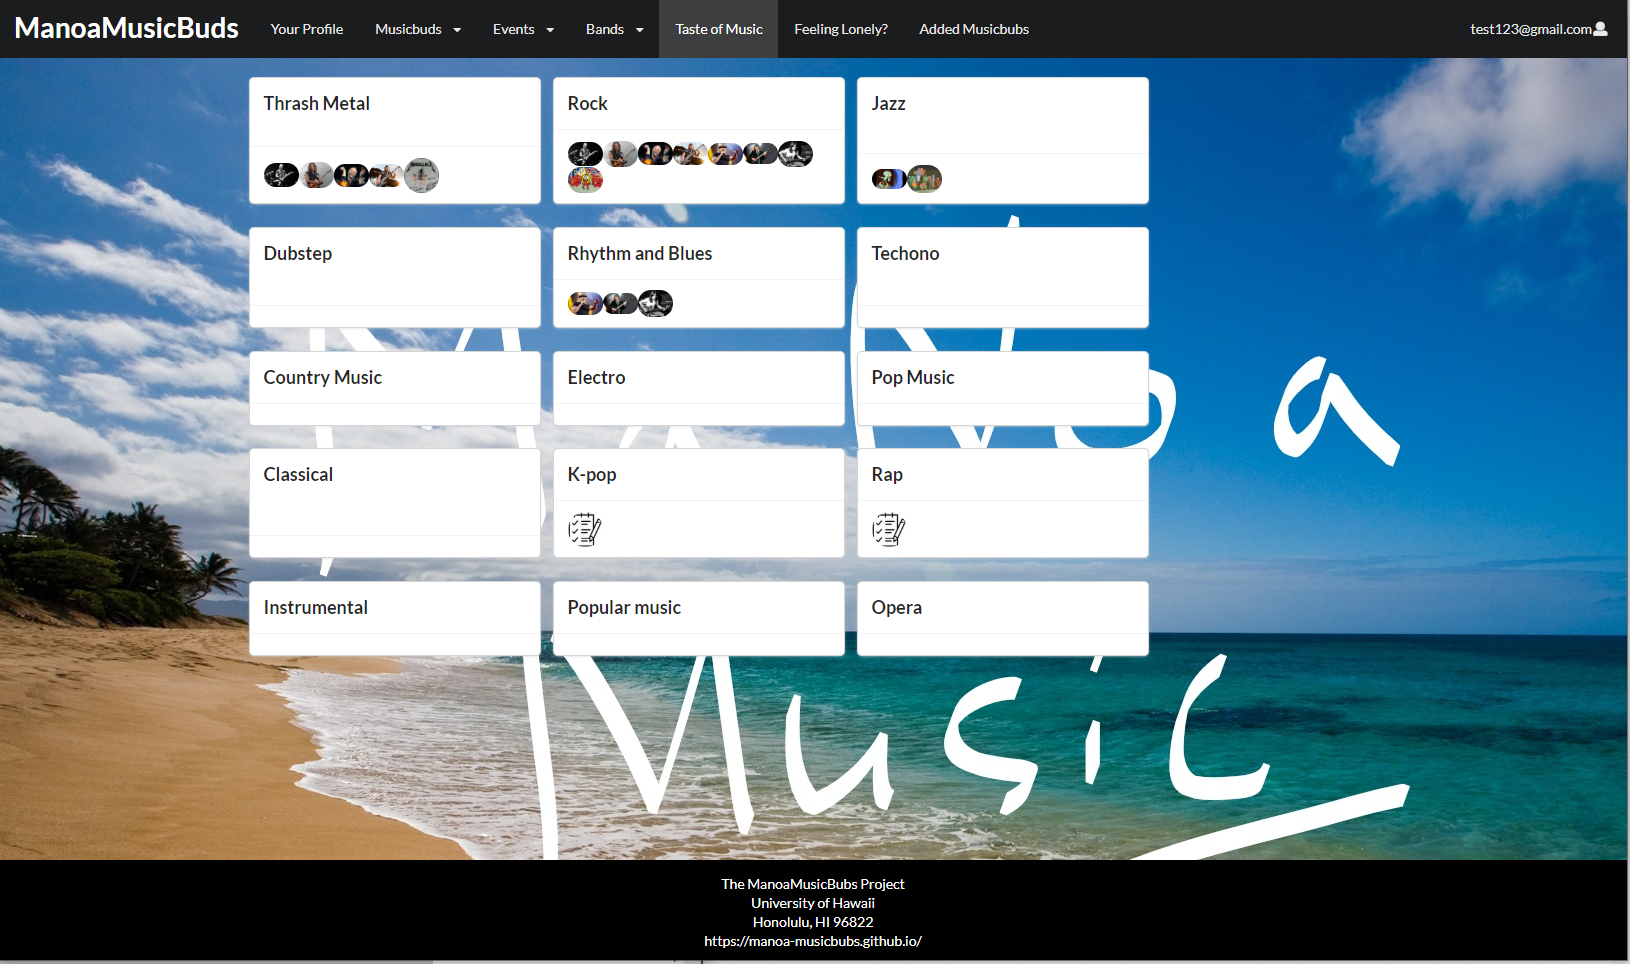 ManoaMusicBuds Your Profile Musicbuds Events Bands Taste of Music Feeling Lonely? Added Musicbubs test123@gmail.com
Thrash Metal Rock Jazz
Dubstep Rhythm and Blues Techono
Country Music Electro Pop Music
Classical K-pop Rap
Instrumental Popular music Opera
Manoa
Music
The ManoaMusicBubs Project
University of Hawaii
Honolulu, HI 96822
https://manoa-musicbubs.github.io/